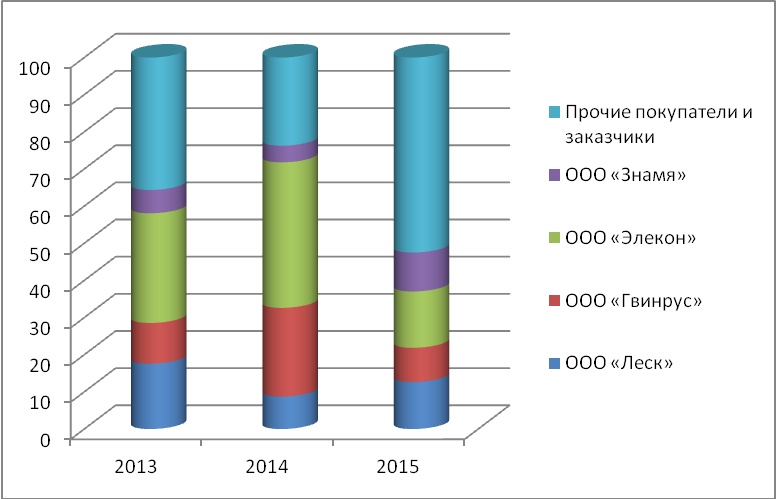 100
90
80
70
60
50
40
30
20
10
0
2013 2014 2015
Прочие покупатели и
заказчики
ООО «Знамя»
ООО «Элекон»
ООО «Гвинрус»
ООО «Леск»